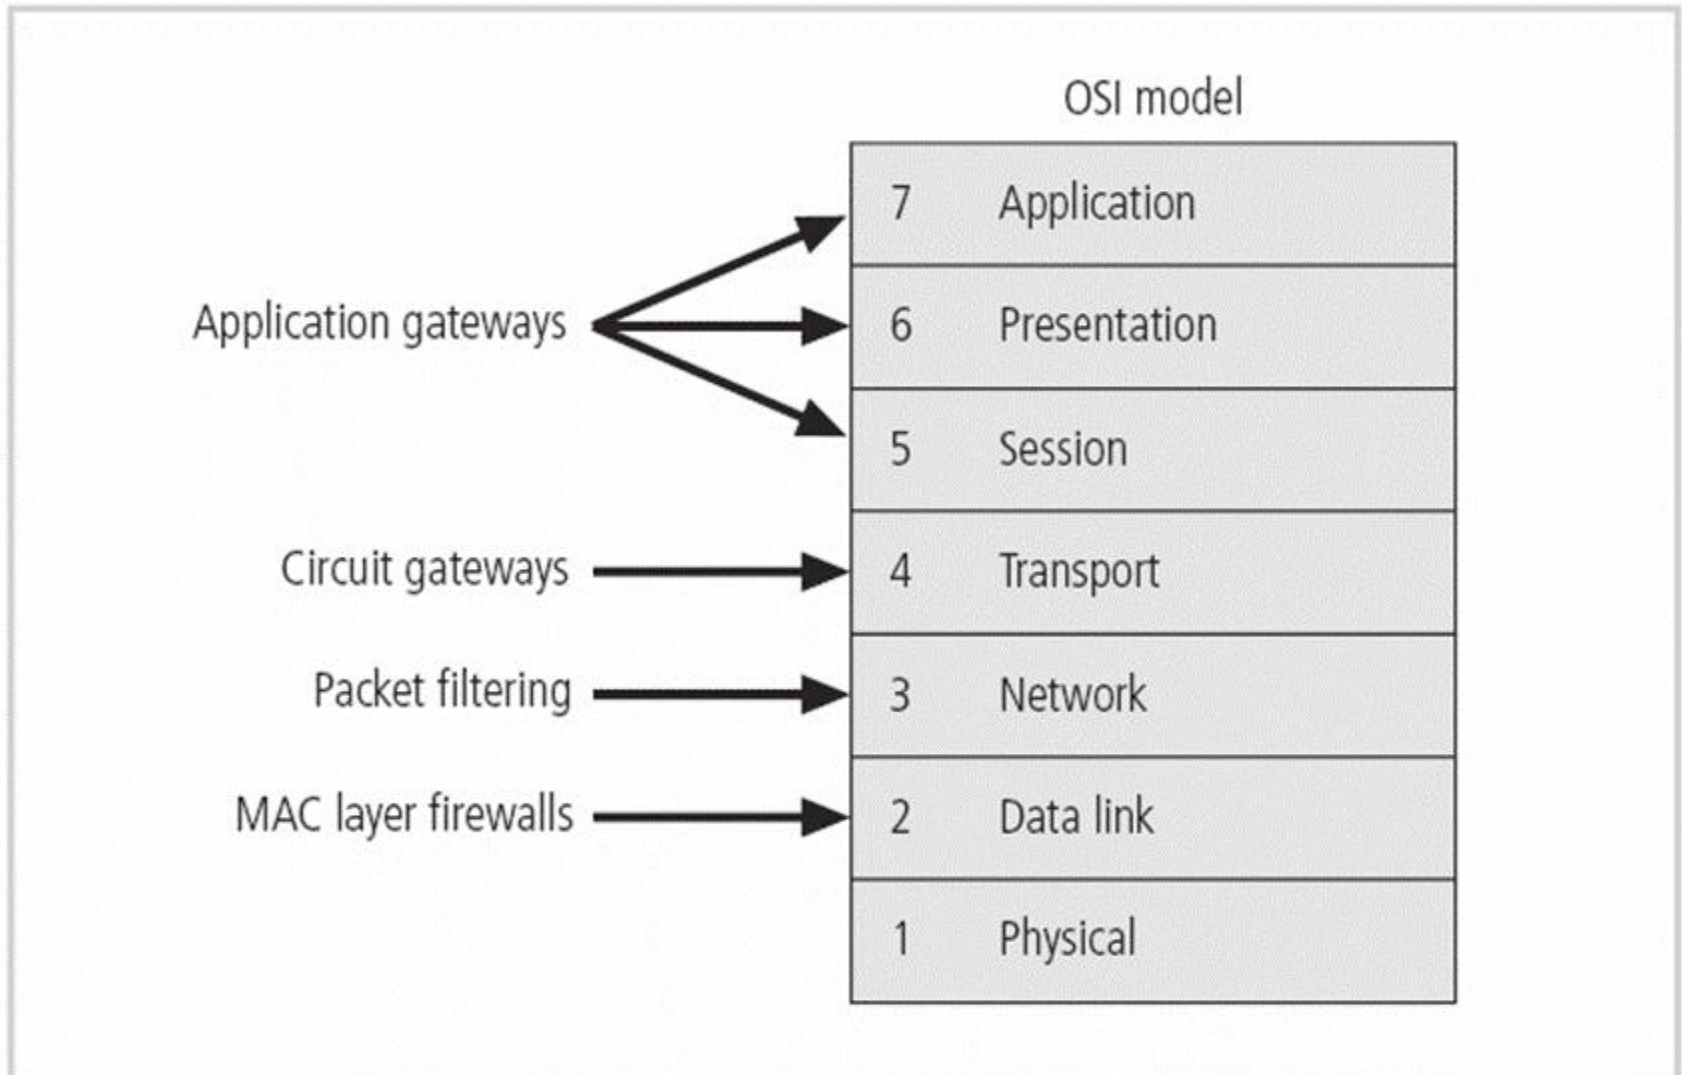 OSI model
7 Application
Application gateways
6 Presentation
5 Session
Circuit gateways
4 Transport
Packet filtering
3 Network
MAC layer firewalls
2 Data link
1 Physical